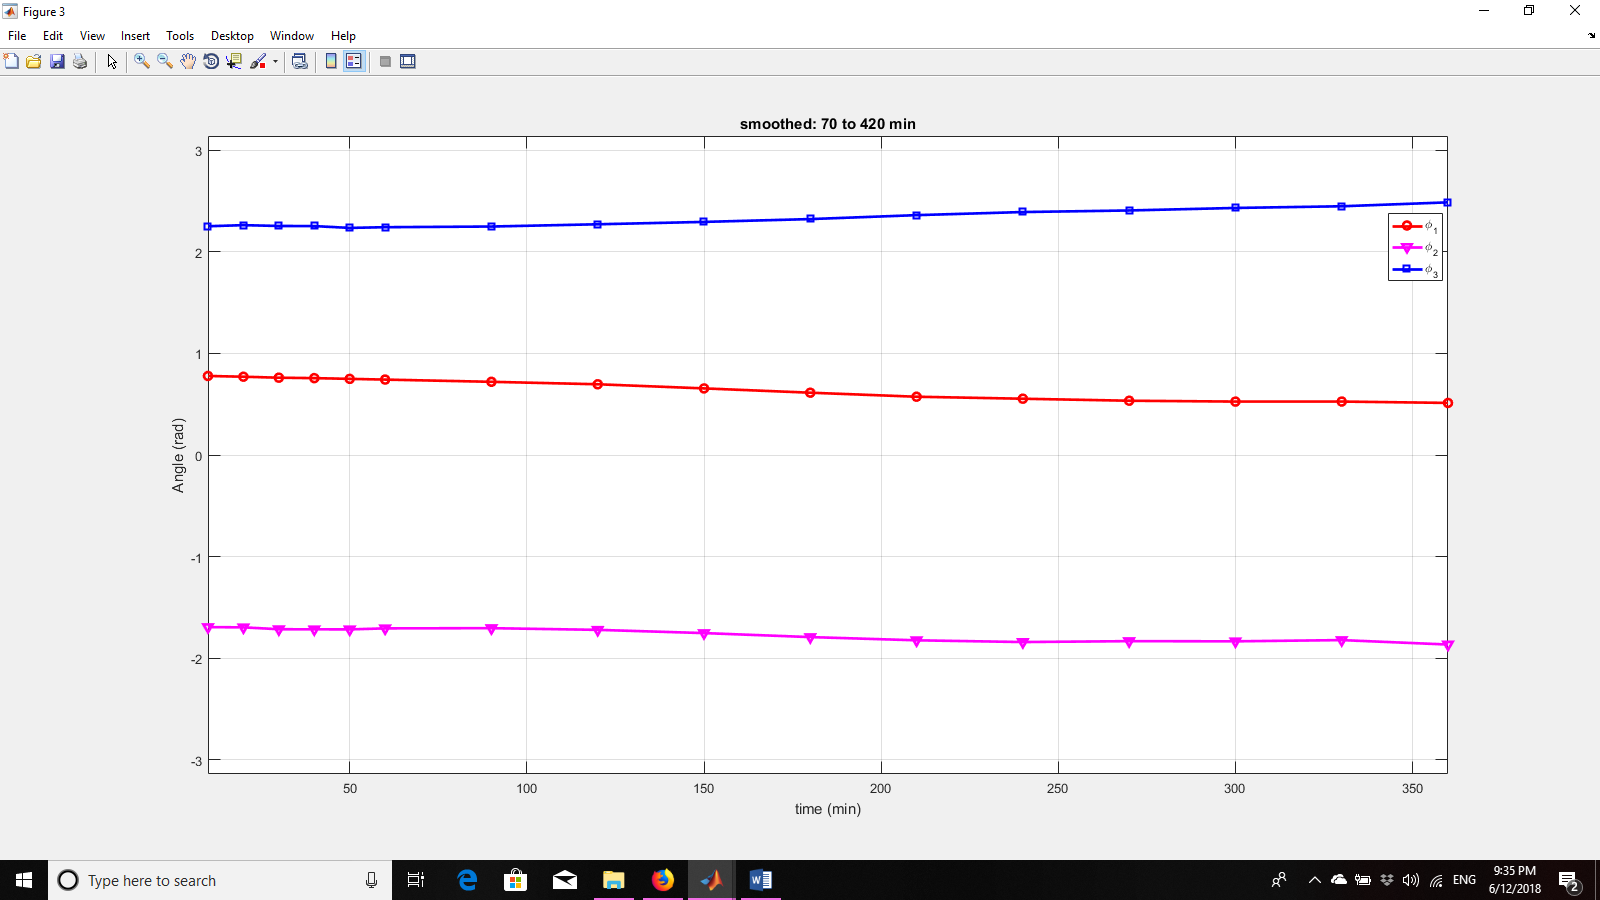 Figure 3
File Edit View Insert Tools Desktop Window Help
smoothed: 70 to 420 min
3
2
1
0
-1
-2
-3
Angle (rad)
ϕ1
ϕ2
ϕ3
50 100 150 200 250 300 350
time (min)
Type here to search
ENG
9:35 PM
6/12/2018
2